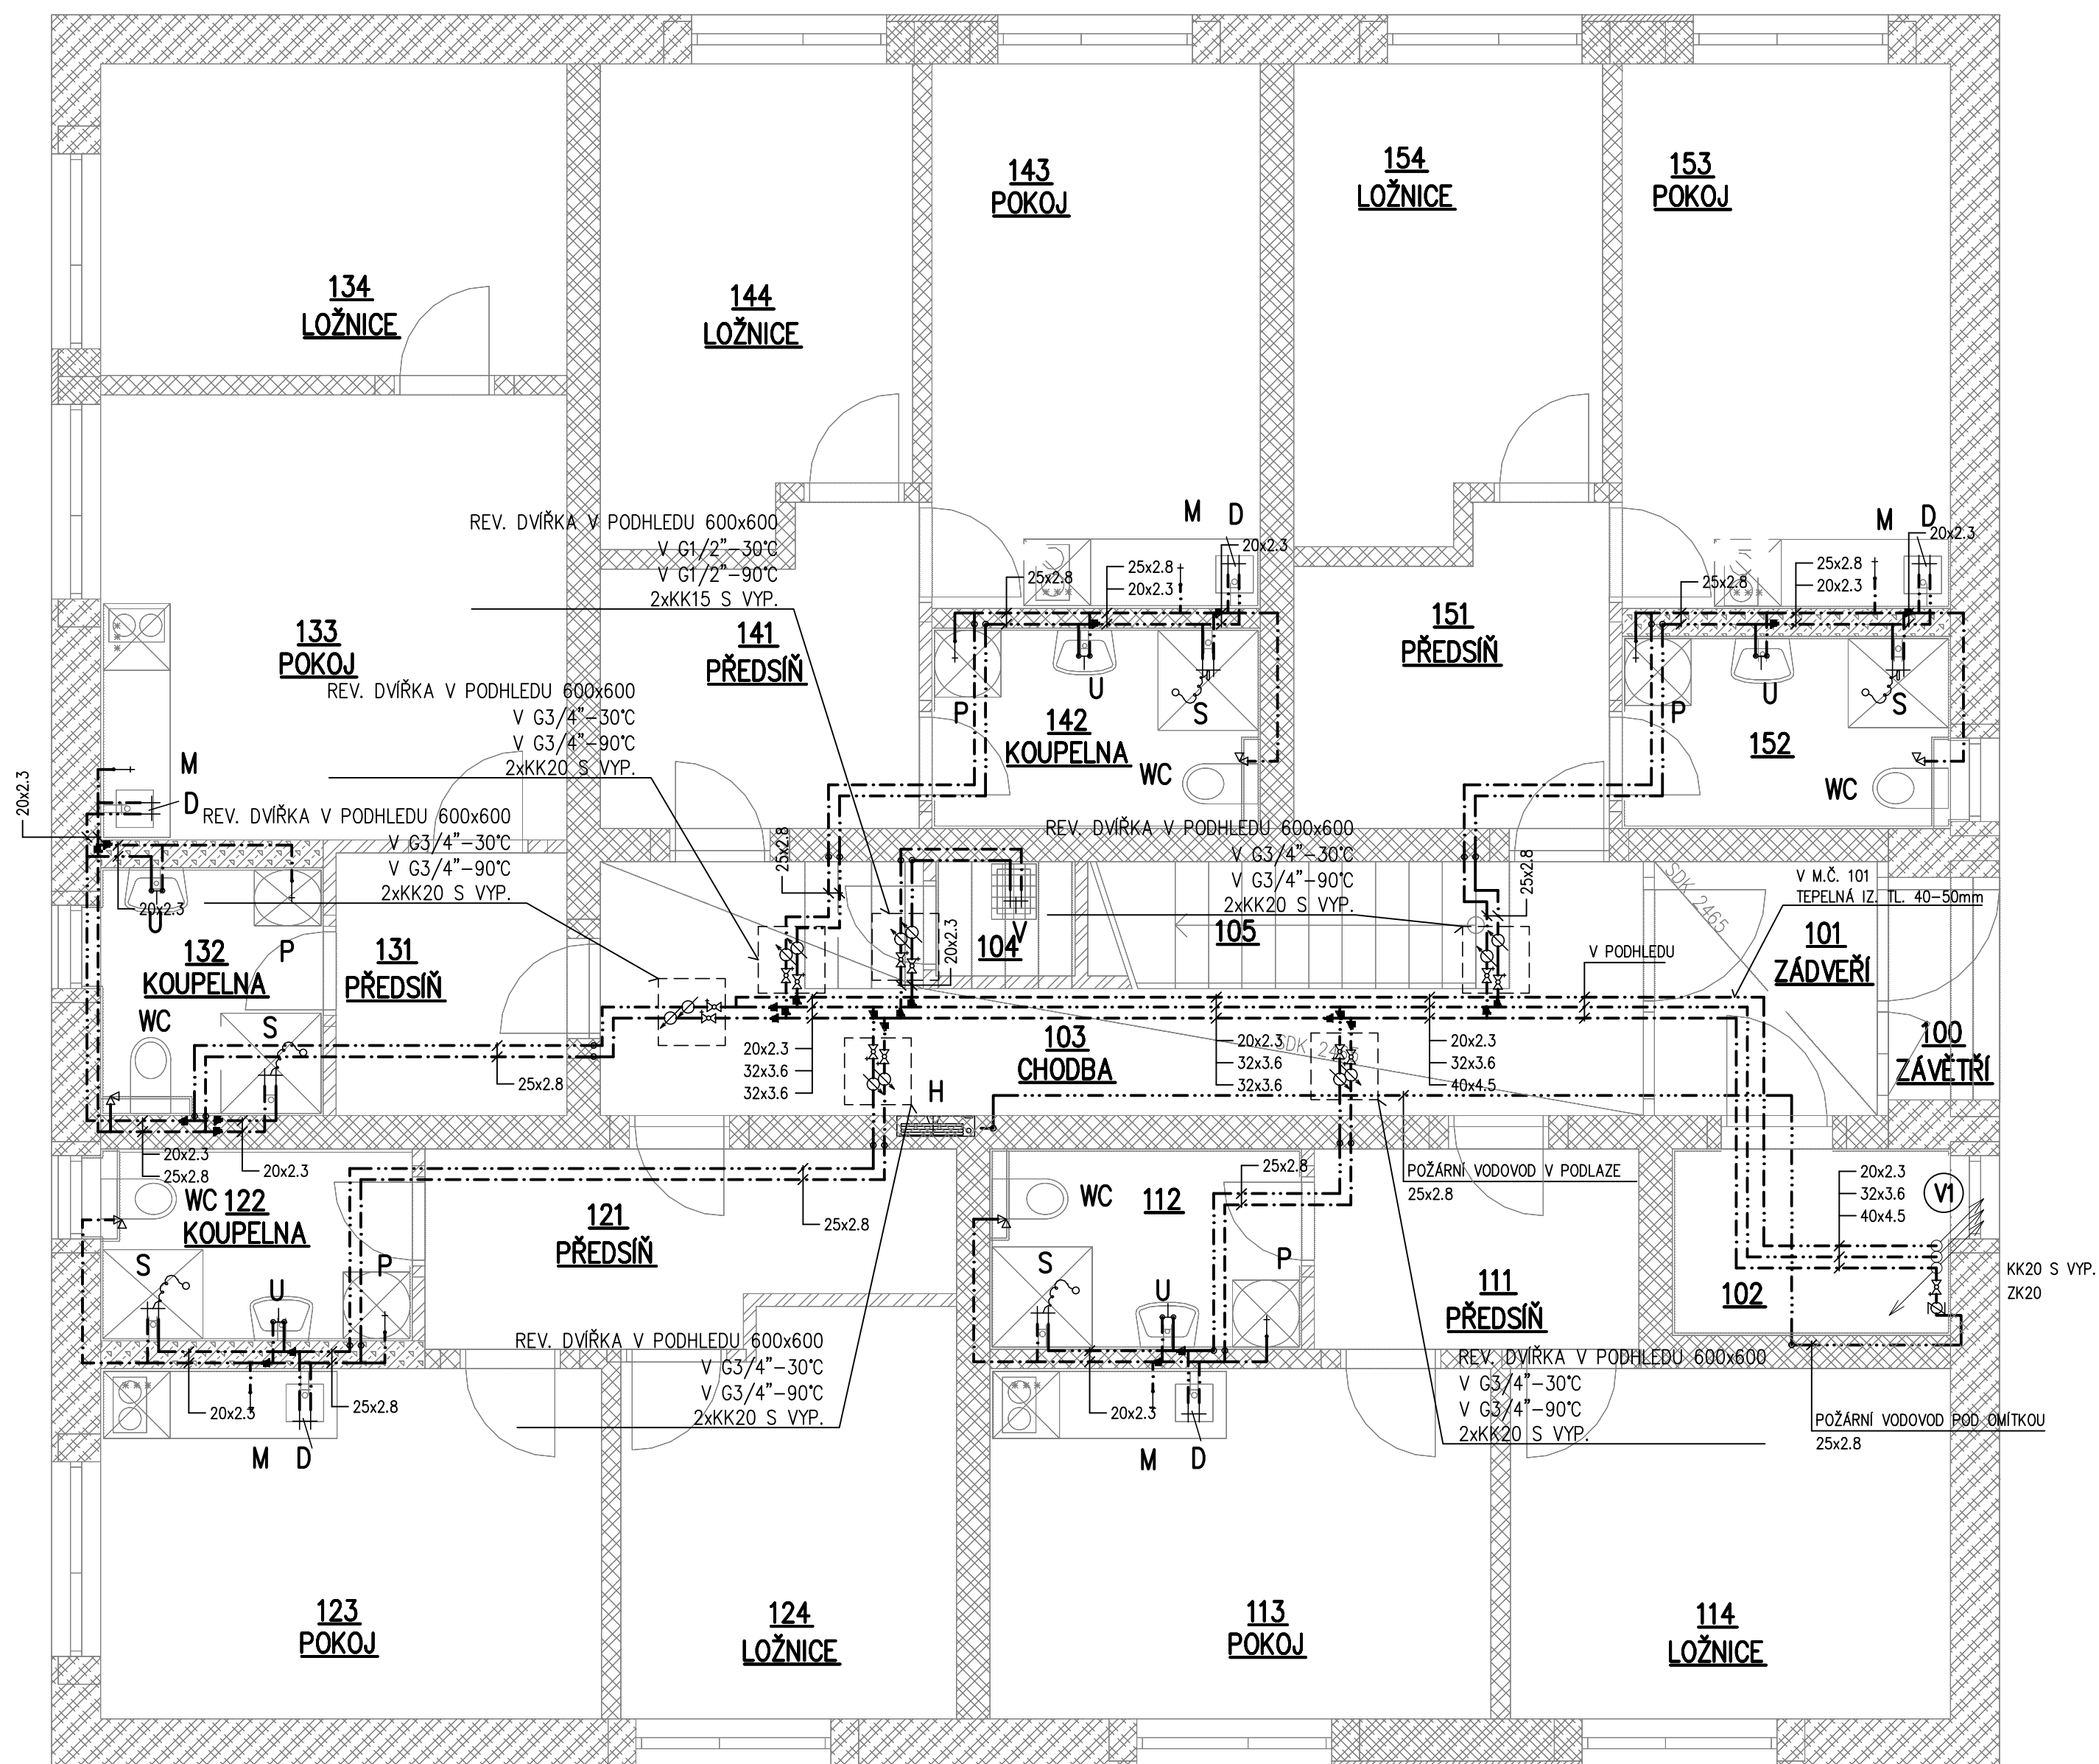 143
POKOJ
154
LOŽNICE
153
POKOJ
134
LOŽNICE
144
LOŽNICE
REV. DVÍŘKA V PODHLEDU 600x600
V G1/2"-30°C
V G1/2"-90°C
2xKK15 S VYP.
M
D
20x2.3
25x2.8
25x2.8
20x2.3
M
D
20x2.3
25x2.8
25x2.8
20x2.3
133
POKOJ
141
PŘEDSÍŇ
151
PŘEDSÍŇ
REV. DVÍŘKA V PODHLEDU 600x600
V G3/4"-30°C
V G3/4"-90°C
2xKK20 S VYP.
P
U
S
142
KOUPELNA
WC
P
U
S
152
WC
20x2.3
M
D
REV. DVÍŘKA V PODHLEDU 600x600
V G3/4"-30°C
V G3/4"-90°C
2xKK20 S VYP.
25x2.8
REV. DVÍŘKA V PODHLEDU 600x600
V G3/4"-30°C
V G3/4"-90°C
2xKK20 S VYP.
25x2.8
SDK 2465
V M.Č. 101
TEPELNÁ IZ. TL. 40-50mm
20x2.3
U
P
132
KOUPELNA
131
PŘEDSÍŇ
20x2.3
104
V
105
V PODHLEDU
101
ZÁDVEŘÍ
WC
S
25x2.8
20x2.3
32x3.6
32x3.6
103
CHODBA
SDK 2465
20x2.3
32x3.6
32x3.6
20x2.3
32x3.6
40x4.5
100
ZÁVĚTŘÍ
H
20x2.3
25x2.8
20x2.3
WC
122
KOUPELNA
121
PŘEDSÍŇ
25x2.8
WC
112
25x2.8
POŽÁRNÍ VODOVOD V PODLAZE
25x2.8
20x2.3
32x3.6
40x4.5
V1
S
U
P
S
U
P
111
PŘEDSÍŇ
102
KK20 S VYP.
ZK20
REV. DVÍŘKA V PODHLEDU 600x600
V G3/4"-30°C
V G3/4"-90°C
2xKK20 S VYP.
REV. DVÍŘKA V PODHLEDU 600x600
V G3/4"-30°C
V G3/4"-90°C
2xKK20 S VYP.
20x2.3
25x2.8
20x2.3
POŽÁRNÍ VODOVOD POD OMÍTKOU
25x2.8
M
D
M
D
123
POKOJ
124
LOŽNICE
113
POKOJ
114
LOŽNICE